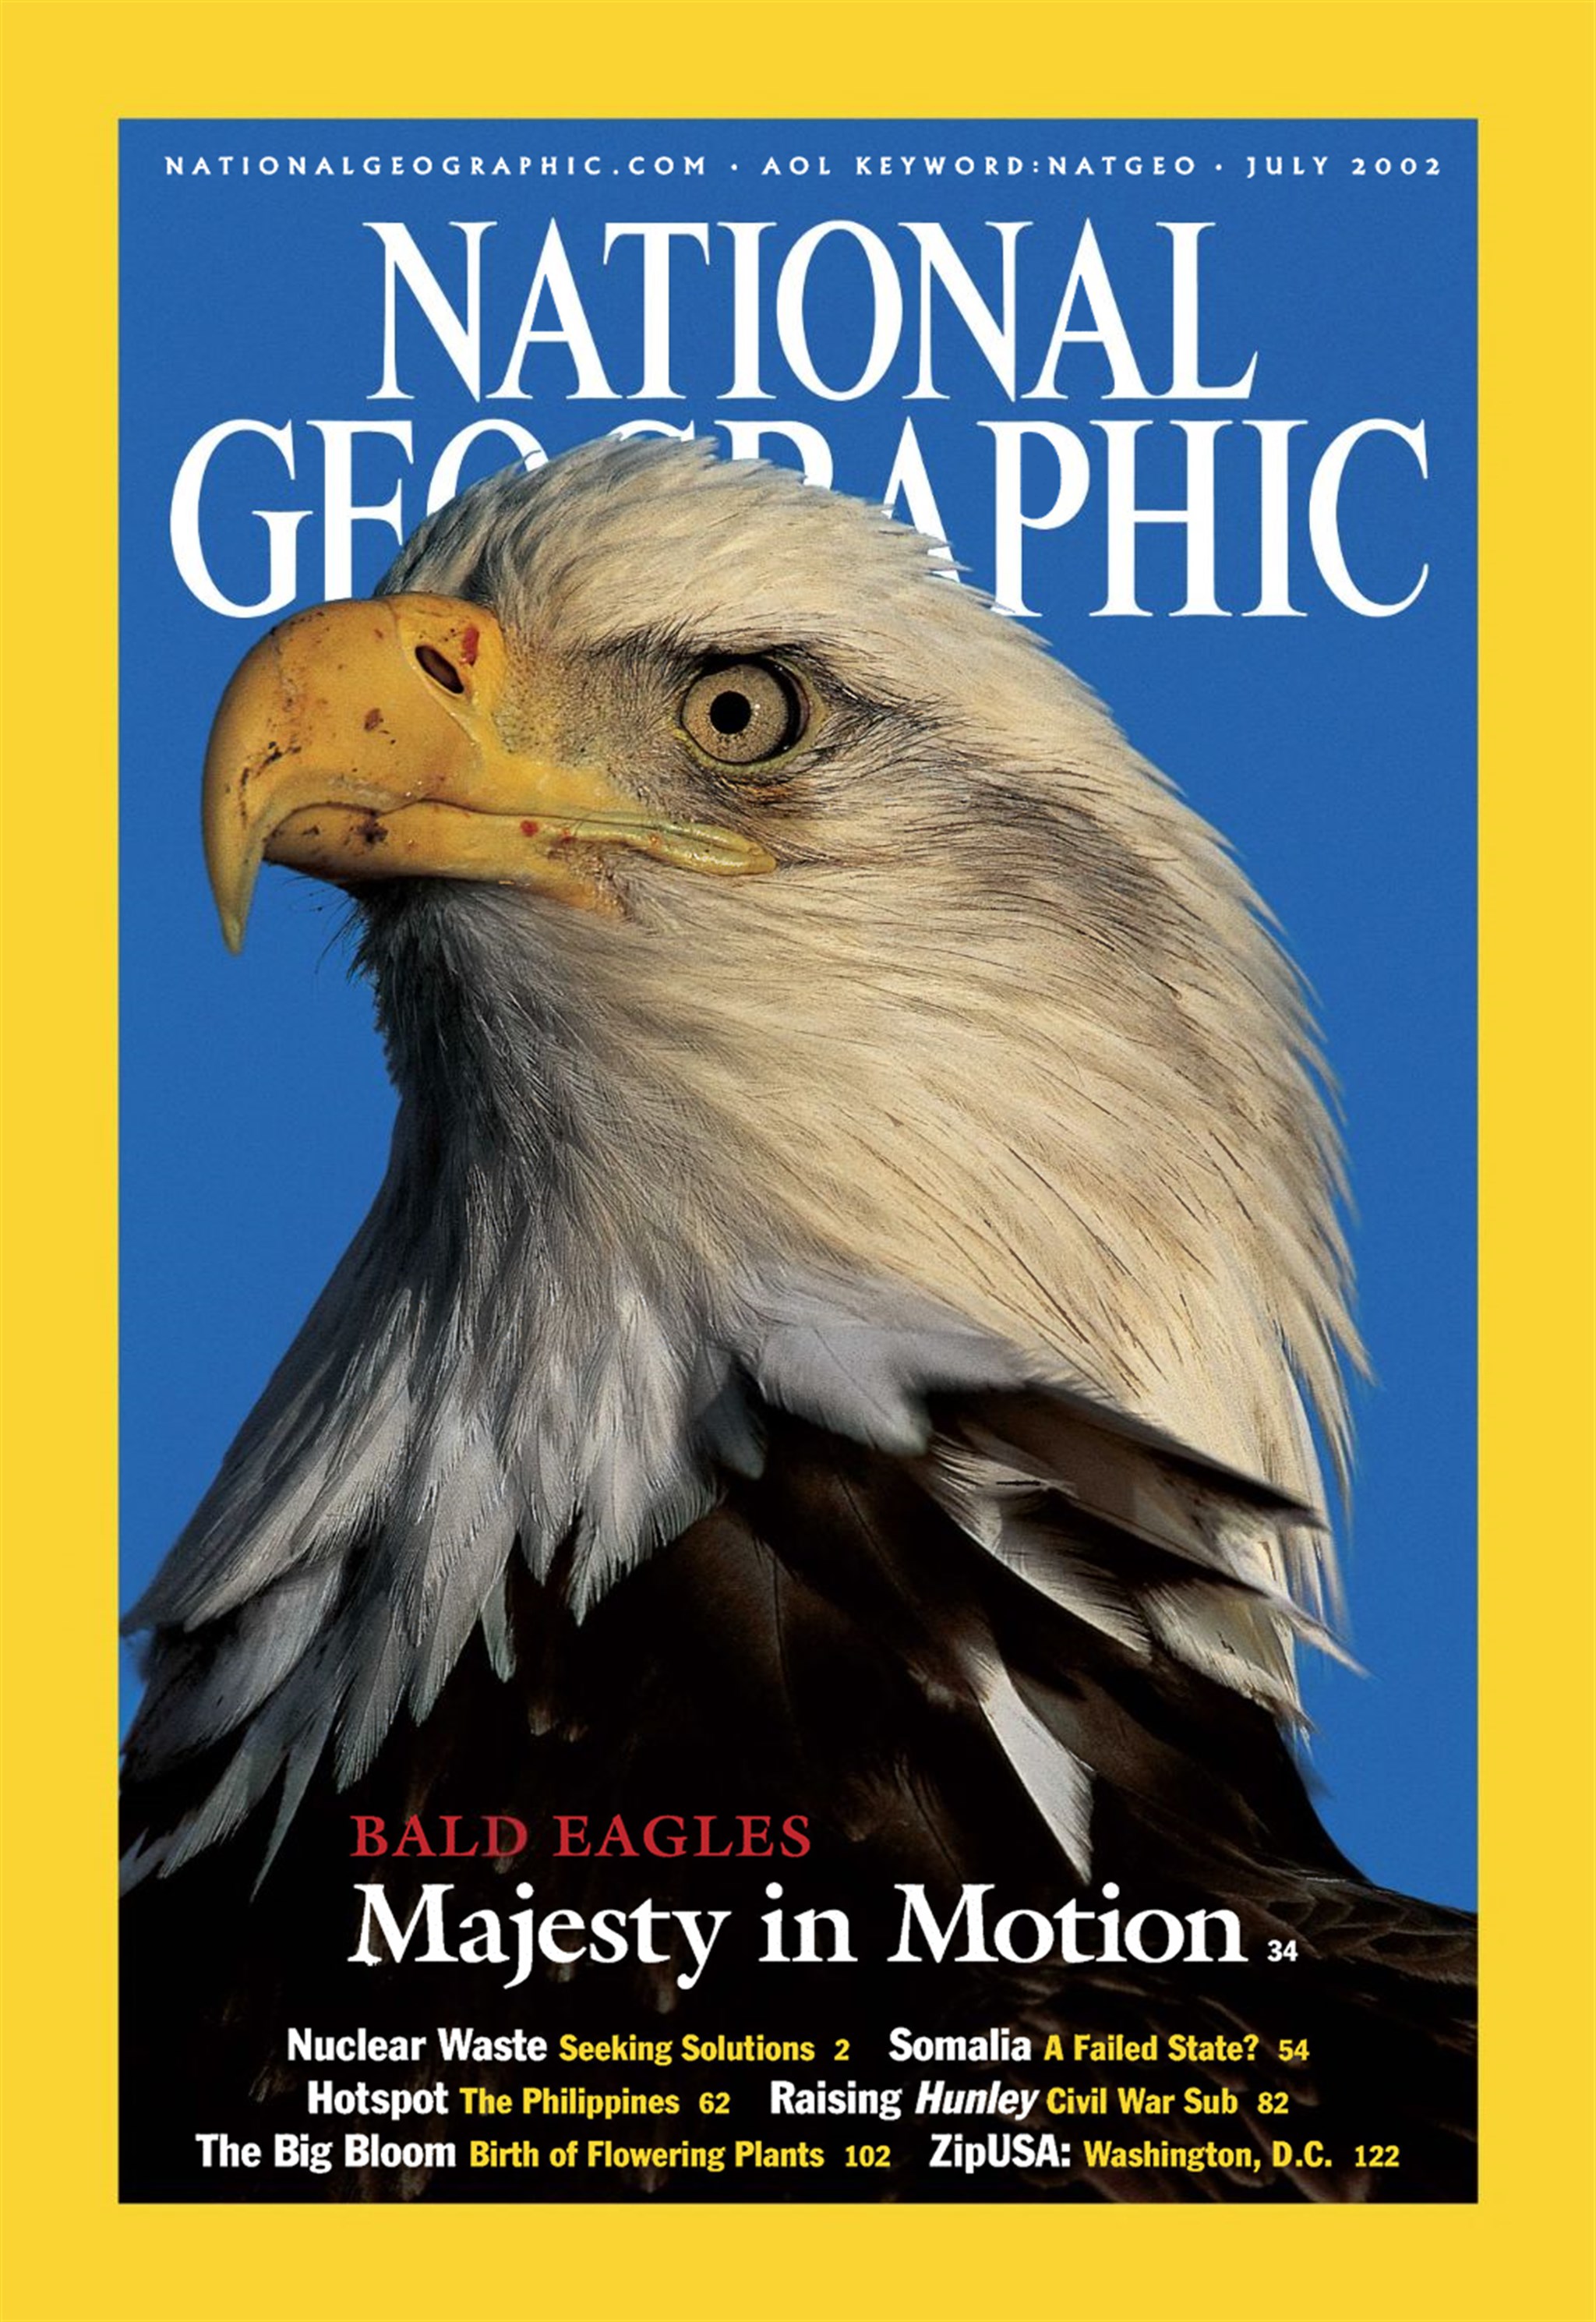 NATIONALGEOGRAPHIC.COM · AOL KEYWORD:NATGEO · JULY 2002
NATIONAL
GEOGRAPHIC
BALD EAGLES
Majesty in Motion 34
Nuclear Waste Seeking Solutions 2 Somalia A Failed State? 54
Hotspot The Philippines 62 Raising Hunley Civil War Sub 82
The Big Bloom Birth of Flowering Plants 102 ZipUSA: Washington, D.C. 122